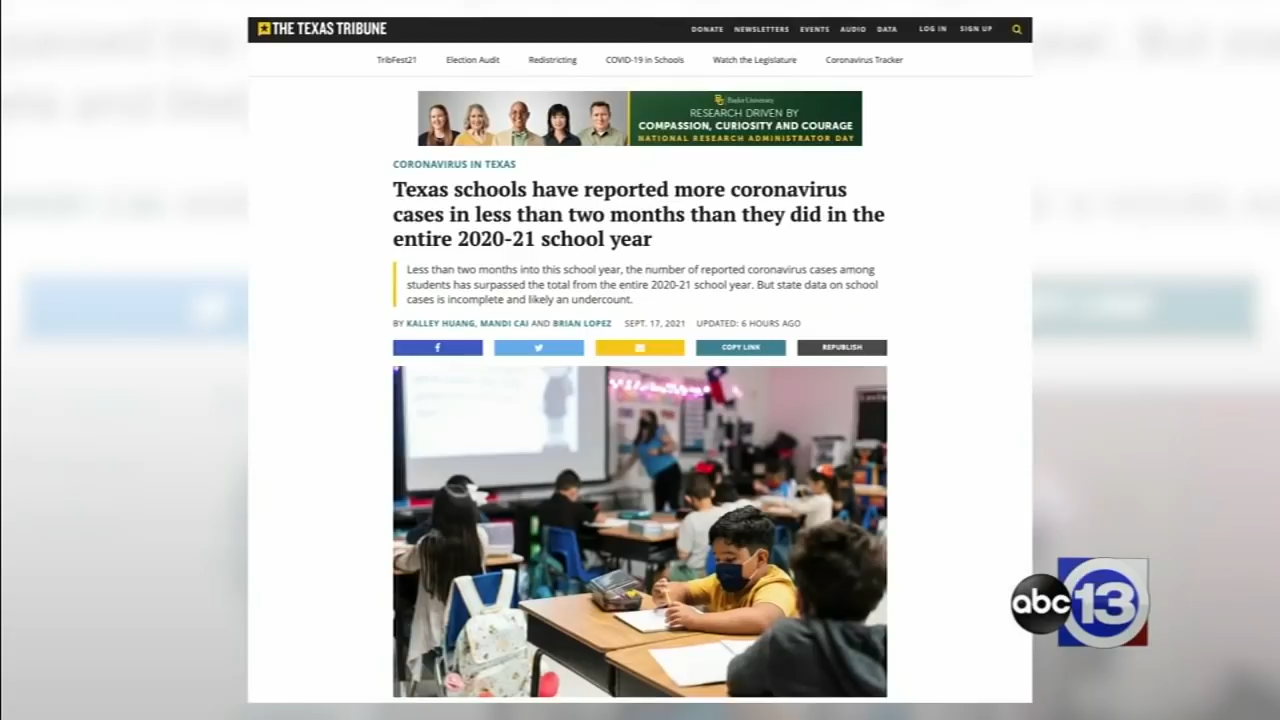 THE TEXAS TRIBUNE
DONATE NEWSLETTERS EVENTS AUDIO DATA LOG IN SIGN UP
TribFest21 Election Audit Redistricting COVID-19 in Schools Watch the Legislature Coronavirus Tracker
Baylor University
RESEARCH DRIVEN BY
COMPASSION, CURIOSITY AND COURAGE
NATIONAL RESEARCH ADMINISTRATOR DAY
CORONAVIRUS IN TEXAS
Texas schools have reported more coronavirus
cases in less than two months than they did in the
entire 2020-21 school year
Less than two months into this school year, the number of reported coronavirus cases among
students has surpassed the total from the entire 2020-21 school year. But state data on school
cases is incomplete and likely an undercount.
BY KALLEY HUANG, MANDI CAI AND BRIAN LOPEZ SEPT. 17, 2021 UPDATED: 6 HOURS AGO
COPY LINK REPUBLISH
abc 13